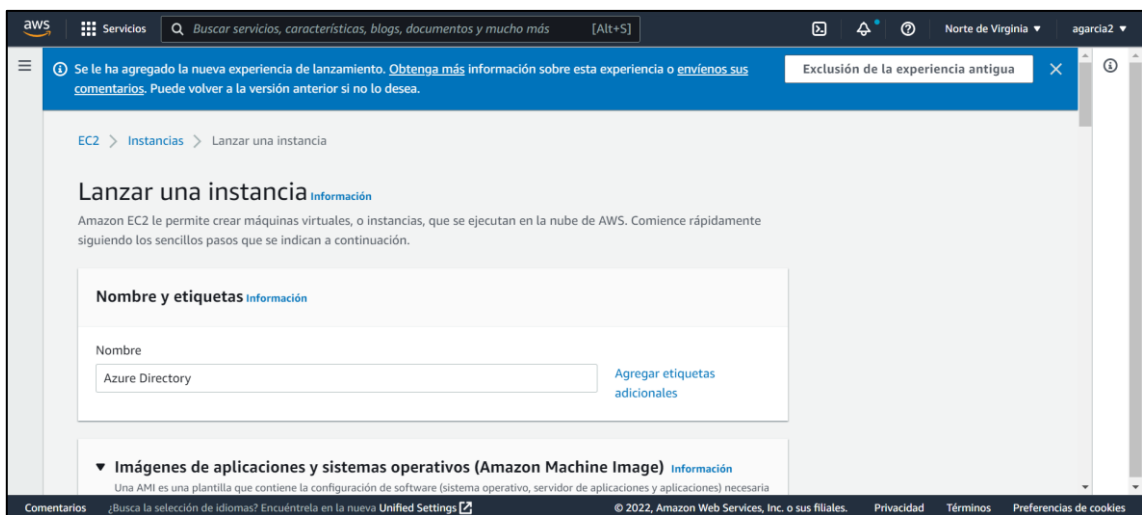 aws
Servicios
Buscar servicios, características, blogs, documentos y mucho más
[Alt+S]
Norte de Virginia
agarcia2
Se le ha agregado la nueva experiencia de lanzamiento. Obtenga más información sobre esta experiencia o envíenos sus
comentarios. Puede volver a la versión anterior si no lo desea.
Exclusión de la experiencia antigua
EC2 > Instancias > Lanzar una instancia
Lanzar una instancia Información
Amazon EC2 le permite crear máquinas virtuales, o instancias, que se ejecutan en la nube de AWS. Comience rápidamente
siguiendo los sencillos pasos que se indican a continuación.
Nombre y etiquetas Información
Nombre
Azure Directory
Agregar etiquetas
adicionales
Imágenes de aplicaciones y sistemas operativos (Amazon Machine Image) Información
Una AMI es una plantilla que contiene la configuración de software (sistema operativo, servidor de aplicaciones y aplicaciones) necesaria
Comentarios
¿Busca la selección de idiomas? Encuéntrela en la nueva Unified Settings
© 2022, Amazon Web Services, Inc. o sus filiales.
Privacidad
Términos
Preferencias de cookies